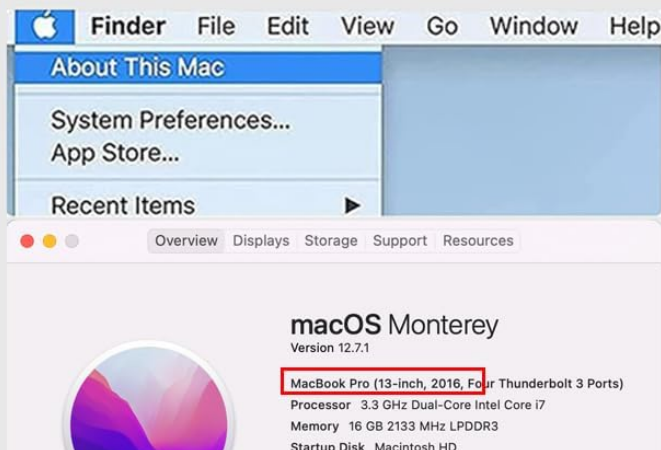 Finder File Edit View Go Window Help
About This Mac
System Preferences...
App Store...
Recent Items
Overview Displays Storage Support Resources
macOS Monterey
Version 12.7.1
MacBook Pro (13-inch, 2016, Four Thunderbolt 3 Ports)
Processor 3.3 GHz Dual-Core Intel Core i7
Memory 16 GB 2133 MHz LPDDR3
Startup Disk Macintosh HD